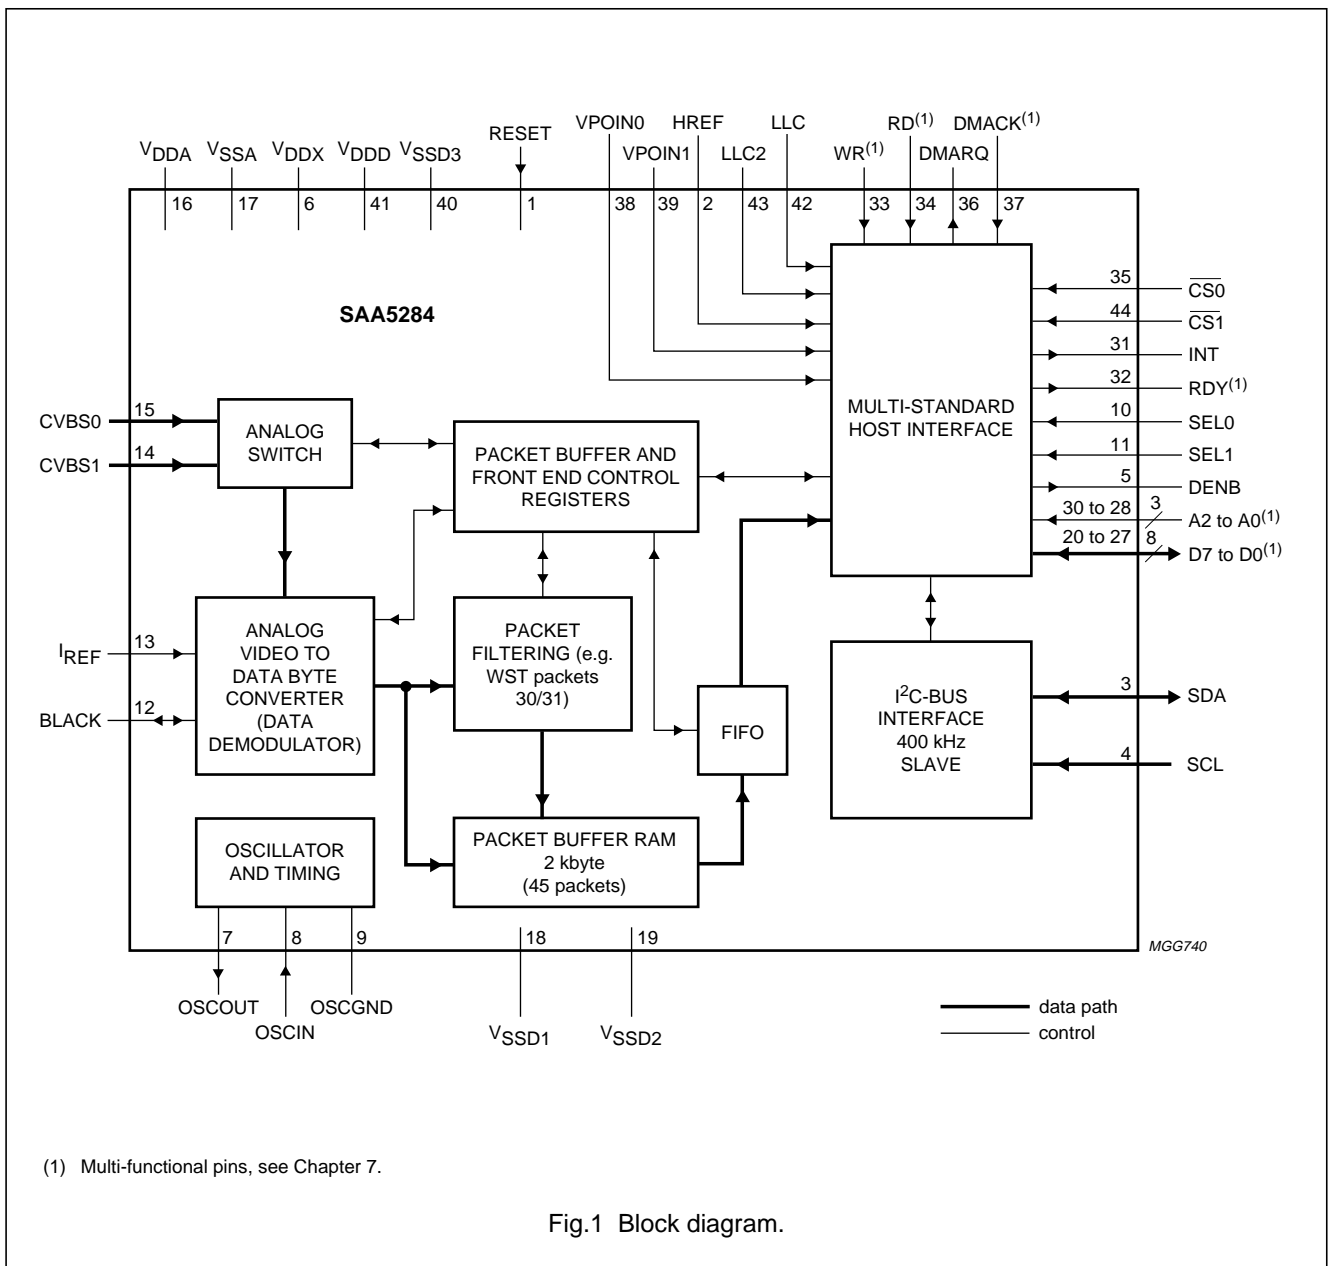 VDDA VSSA VDDX VDDD VSSD3 RESET VPOIN0 HREF LLC RD(1) DMACK(1)
VPOIN1 LLC2 WR(1) DMARQ
16 17 6 41 40 1 38 39 2 43 42 33 34 36 37
SAA5284
35 CS0
44 CS1
31 INT
32 RDY(1)
10 SEL0
11 SEL1
5 DENB
30 to 28 3 A2 to A0(1)
20 to 27 8 D7 to D0(1)
MULTI-STANDARD
HOST INTERFACE
CVBS0 15
CVBS1 14
ANALOG
SWITCH
PACKET BUFFER AND
FRONT END CONTROL
REGISTERS
IREF 13
BLACK 12
ANALOG
VIDEO TO
DATA BYTE
CONVERTER
(DATA
DEMODULATOR)
PACKET
FILTERING (e.g.
WST packets
30/31)
FIFO
I2C-BUS
INTERFACE
400 kHz
SLAVE
3 SDA
4 SCL
OSCILLATOR
AND TIMING
PACKET BUFFER RAM
2 kbyte
(45 packets)
7 8 9 18 19
MGG740
OSCOUT OSCGND
OSCIN
VSSD1 VSSD2
data path
control
(1) Multi-functional pins, see Chapter 7.
Fig.1 Block diagram.